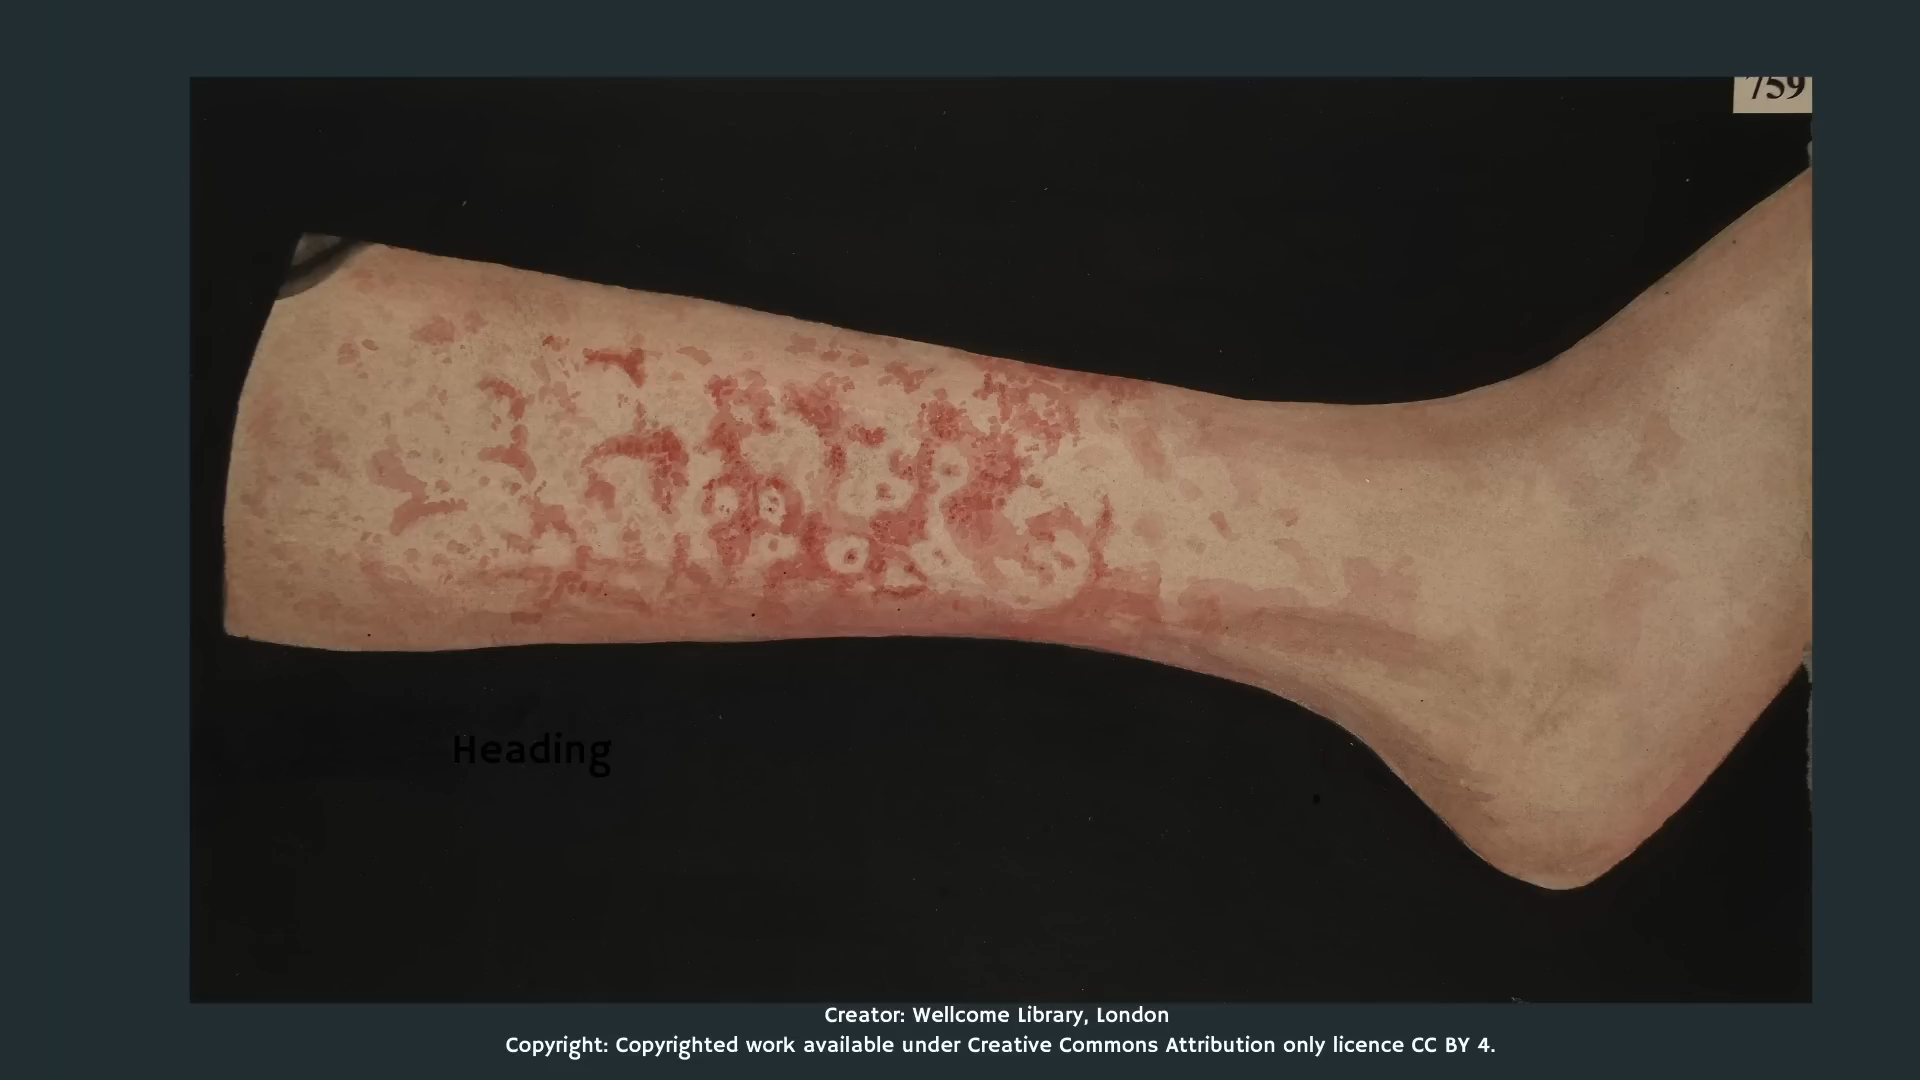 759
Heading
Creator: Wellcome Library, London
Copyright: Copyrighted work available under Creative Commons Attribution only licence CC BY 4.